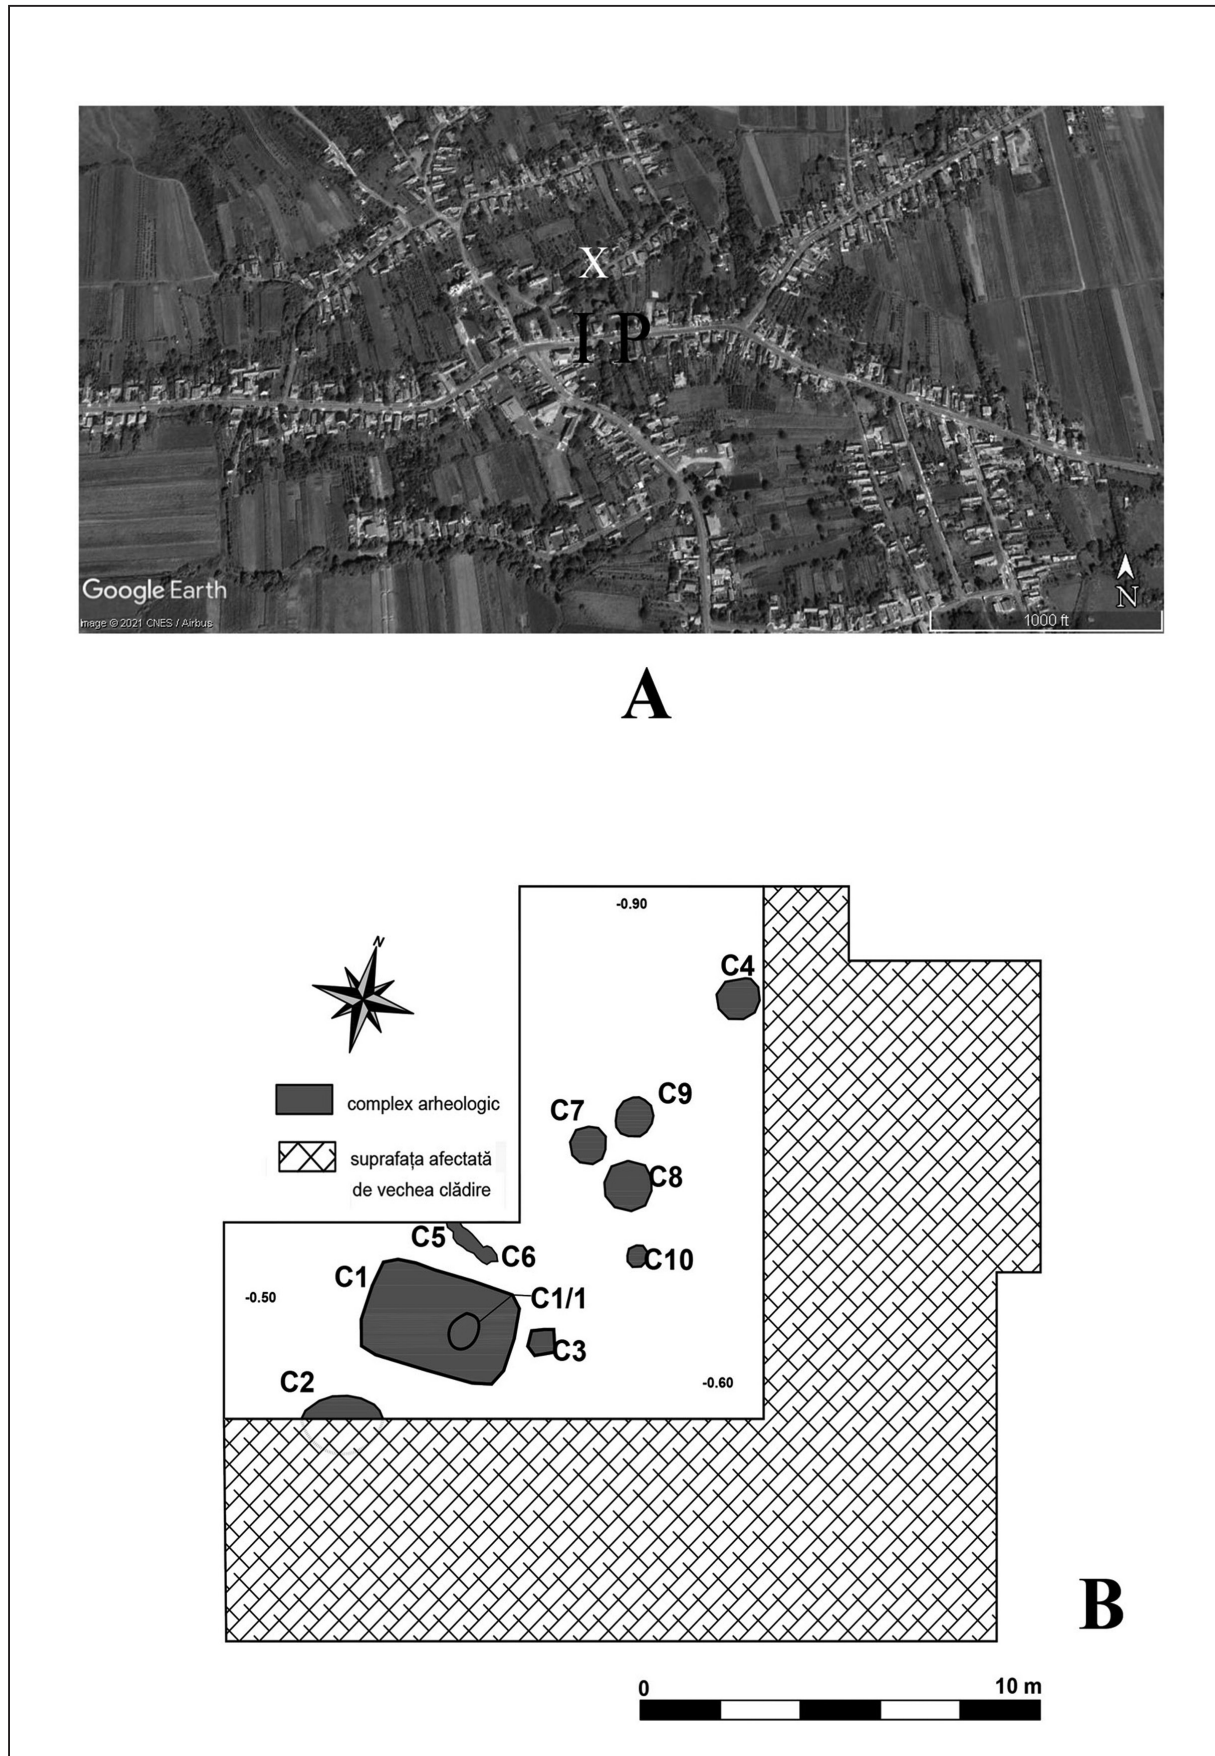 X
I P
Google Earth
Image © 2021 CNES / Airbus
N
1000 ft
A
-0.90
N
C4
complex arheologic
C9
C7
suprafața afectată
de vechea clădire
C8
C5
C6
C10
C1
-0.50
C1/1
C3
C2
-0.60
B
0
10 m